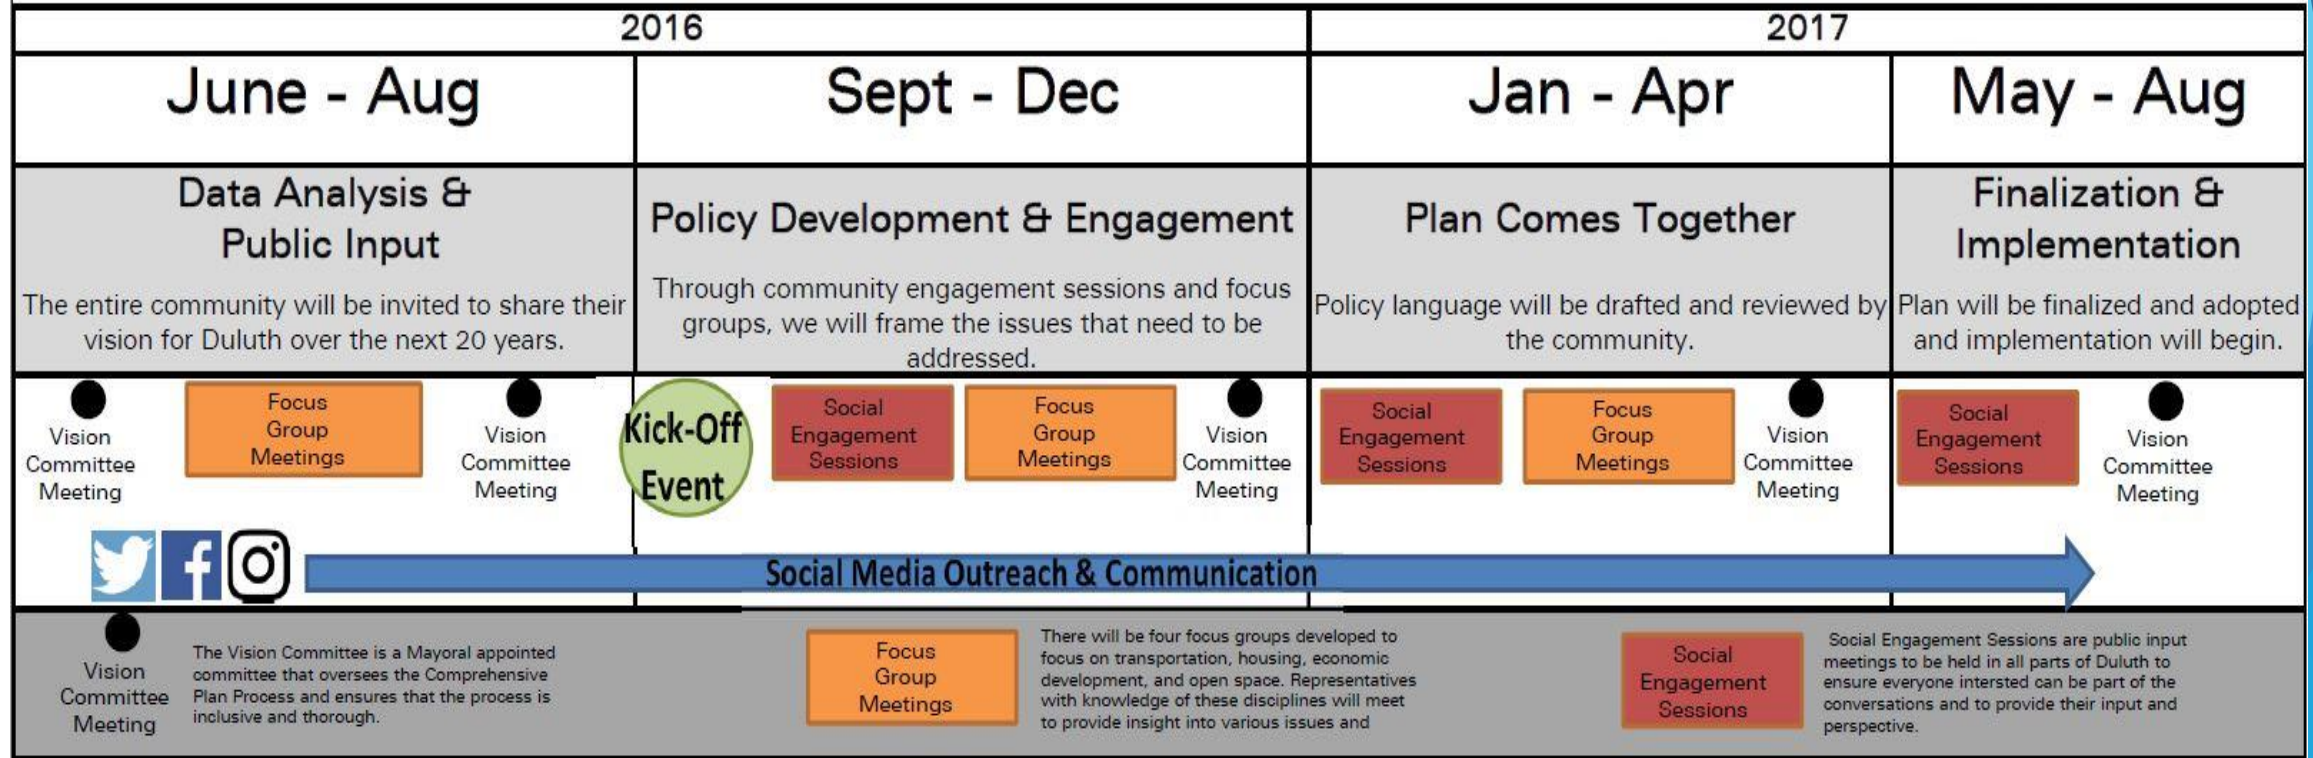 2016
2017
June - Aug
Sept - Dec
Jan - Apr
May - Aug
Data Analysis &
Public Input
The entire community will be invited to share their
vision for Duluth over the next 20 years.
Policy Development & Engagement
Through community engagement sessions and focus
groups, we will frame the issues that need to be
addressed.
Plan Comes Together
Policy language will be drafted and reviewed by
the community.
Finalization &
Implementation
Plan will be finalized and adopted
and implementation will begin.
Vision
Committee
Meeting
Focus
Group
Meetings
Vision
Committee
Meeting
Kick-Off
Event
Social
Engagement
Sessions
Focus
Group
Meetings
Vision
Committee
Meeting
Social
Engagement
Sessions
Focus
Group
Meetings
Vision
Committee
Meeting
Social
Engagement
Sessions
Vision
Committee
Meeting
Social Media Outreach & Communication
Vision
Committee
Meeting
The Vision Committee is a Mayoral appointed
committee that oversees the Comprehensive
Plan Process and ensures that the process is
inclusive and thorough.
Focus
Group
Meetings
There will be four focus groups developed to
focus on transportation, housing, economic
development, and open space. Representatives
with knowledge of these disciplines will meet
to provide insight into various issues and
Social
Engagement
Sessions
Social Engagement Sessions are public input
meetings to be held in all parts of Duluth to
ensure everyone intersted can be part of the
conversations and to provide their input and
perspective.